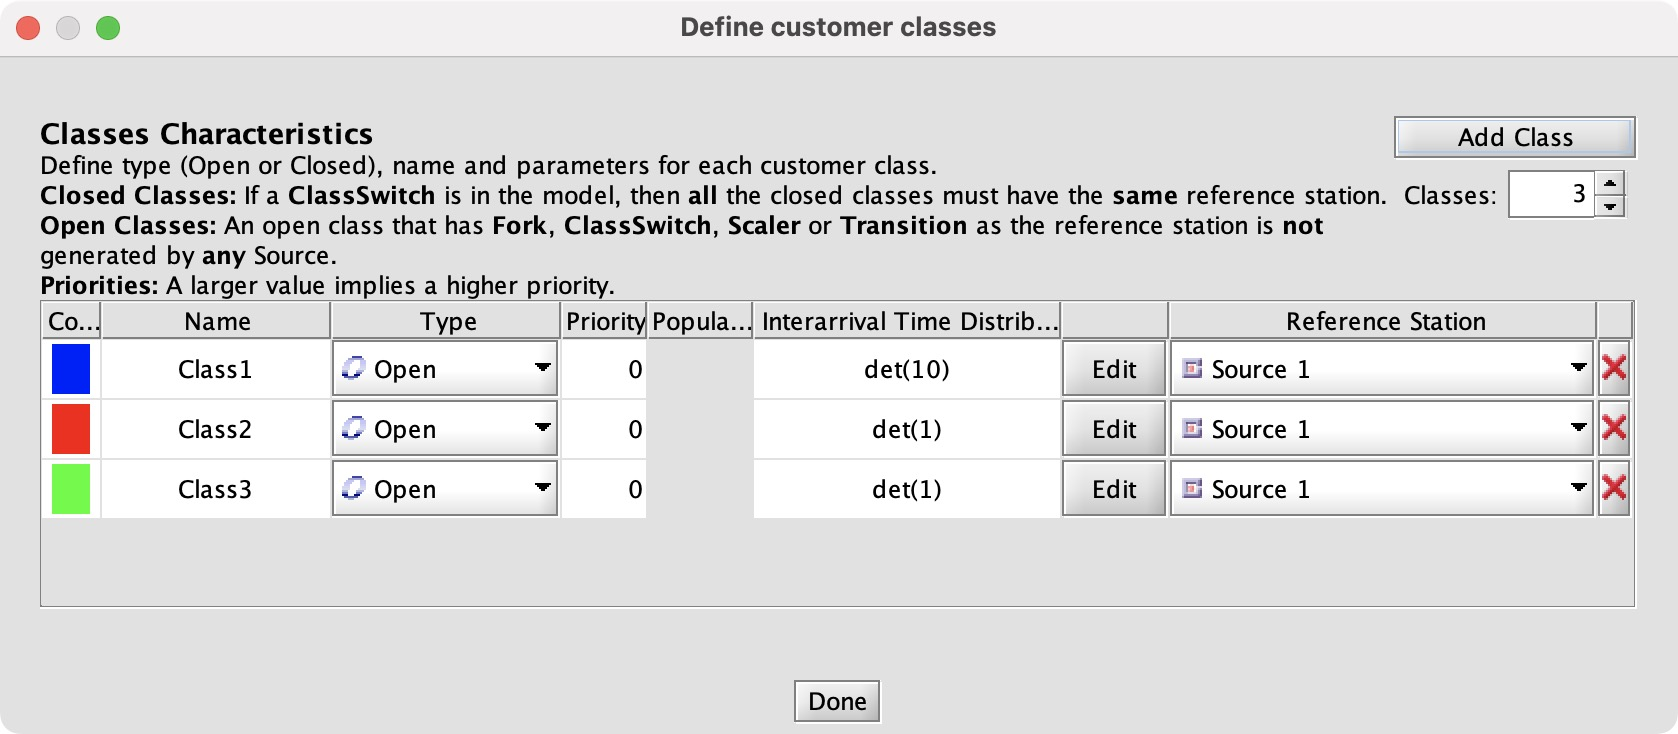 Define customer classes
Classes Characteristics
Add Class
Define type (Open or Closed), name and parameters for each customer class.
Closed Classes: If a ClassSwitch is in the model, then all the closed classes must have the same reference station. Classes: 3
Open Classes: An open class that has Fork, ClassSwitch, Scaler or Transition as the reference station is not
generated by any Source.
Priorities: A larger value implies a higher priority.
Co... Name Type Priority Popula... Interarrival Time Distrib... Reference Station
Class1 Open 0 det(10) Edit Source 1
Class2 Open 0 det(1) Edit Source 1
Class3 Open 0 det(1) Edit Source 1
Done